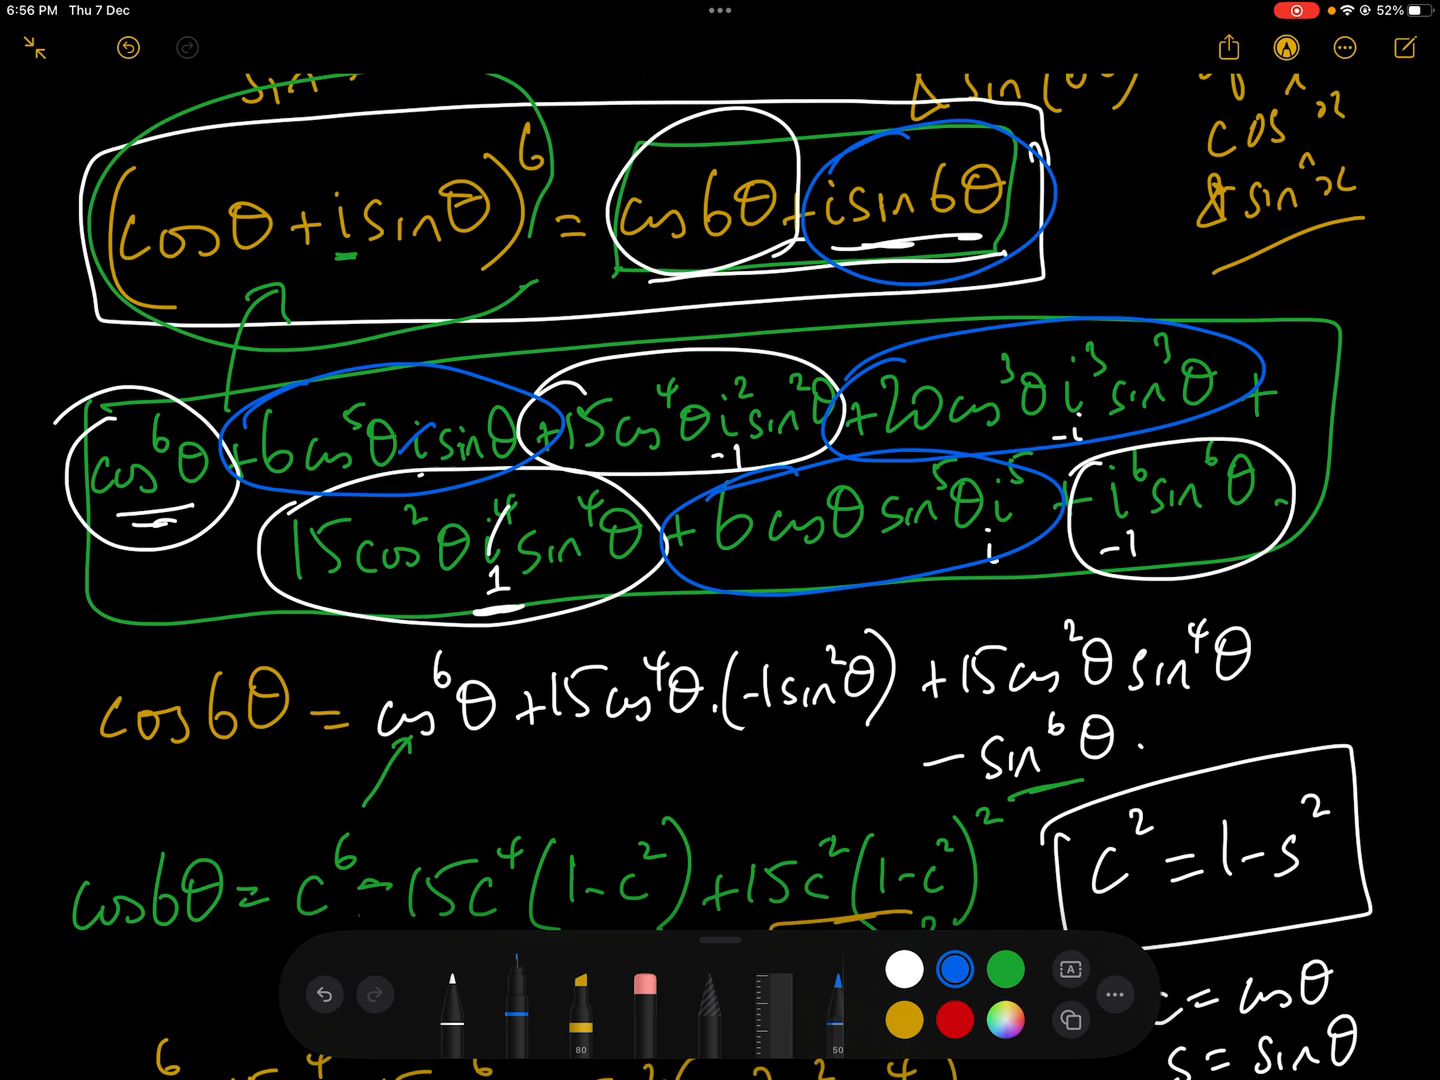 6:56 PM Thu 7 Dec
52%
cos^n x
& sin^n x
(cosθ + i sinθ)^6 = cos6θ + i sin6θ
cos^6θ + 6cos^5θ i sinθ + 15cos^4θ i^2 sin^2θ + 20cos^3θ i^3 sin^3θ +
-1
-i
15cos^2θ i^4 sin^4θ + 6cosθ sin^5θ i^5 + i^6 sin^6θ.
1
i
-1
cos6θ = cos^6θ + 15cos^4θ.(-1sin^2θ) + 15cos^2θ sin^4θ
- sin^6θ.
c^2 = 1-s^2
cos6θ = c^6 - 15c^4(1-c^2) + 15c^2(1-c^2)^2
c = cosθ
s = sinθ
80
50
A